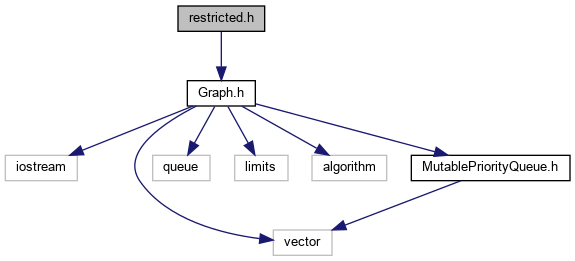 restricted.h
Graph.h
iostream
queue
limits
algorithm
MutablePriorityQueue.h
vector